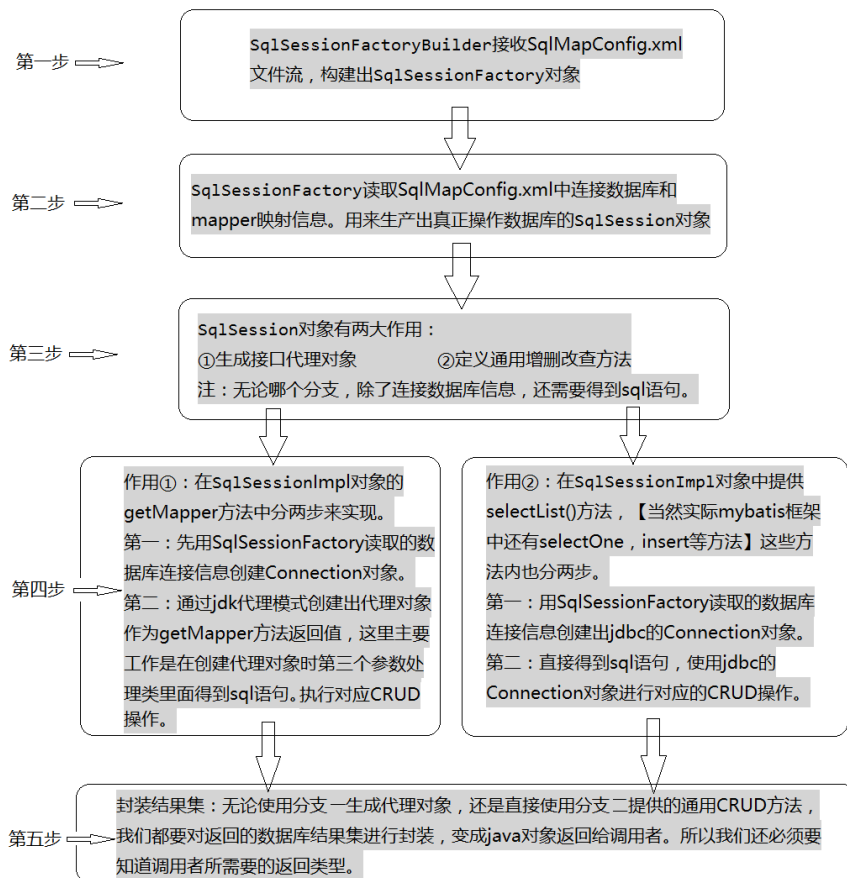 第一步
SqlSessionFactoryBuilder接收SqlMapConfig.xml
文件流，构建出SqlSessionFactory对象
第二步
SqlSessionFactory读取SqlMapConfig.xml中连接数据库和
mapper映射信息。用来生产出真正操作数据库的SqlSession对象
第三步
SqlSession对象有两大作用：
①生成接口代理对象 ②定义通用增删改查方法
注：无论哪个分支，除了连接数据库信息，还需要得到sql语句。
第四步
作用①：在SqlSessionImpl对象的
getMapper方法中分两步来实现。
第一：先用SqlSessionFactory读取的数
据库连接信息创建Connection对象。
第二：通过jdk代理模式创建出代理对象
作为getMapper方法返回值，这里主要
工作是在创建代理对象时第三个参数处
理类里面得到sql语句。执行对应CRUD
操作。
作用②：在SqlSessionImpl对象中提供
selectList()方法，【当然实际mybatis框架
中还有selectOne，insert等方法】这些方
法内也分两步。
第一：用SqlSessionFactory读取的数据库
连接信息创建出jdbc的Connection对象。
第二：直接得到sql语句，使用jdbc的
Connection对象进行对应的CRUD操作。
第五步
封装结果集：无论使用分支一生成代理对象，还是直接使用分支二提供的通用CRUD方法，
我们都要对返回的数据库结果集进行封装，变成java对象返回给调用者。所以我们还必须要
知道调用者所需要的返回类型。